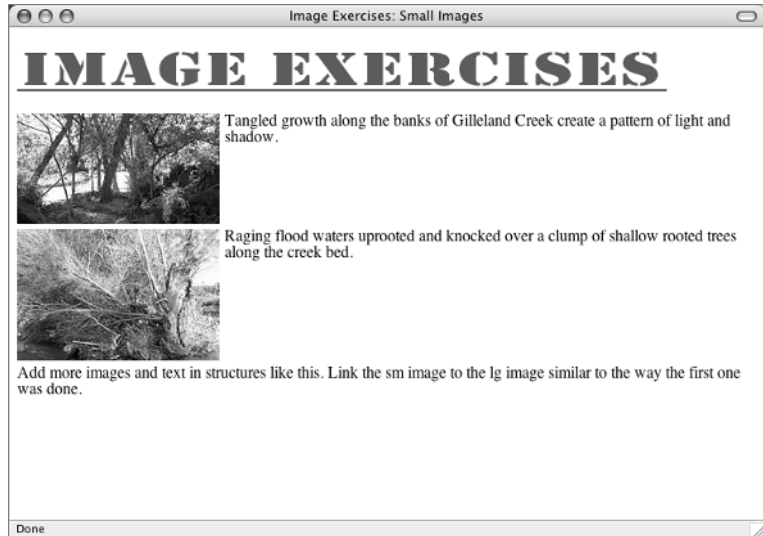 Image Exercises: Small Images
IMAGE EXERCISES
Tangled growth along the banks of Gilleland Creek create a pattern of light and
shadow.
Raging flood waters uprooted and knocked over a clump of shallow rooted trees
along the creek bed.
Add more images and text in structures like this. Link the sm image to the lg image similar to the way the first one
was done.
Done